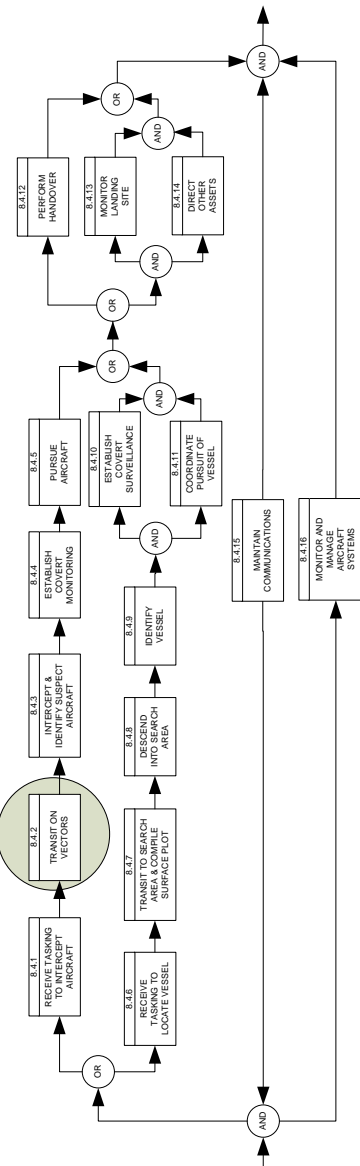 AND
OR
8.4.1
RECEIVE TASKING
TO INTERCEPT
AIRCRAFT
8.4.2
TRANSIT ON
VECTORS
8.4.3
INTERCEPT &
IDENTIFY SUSPECT
AIRCRAFT
8.4.4
ESTABLISH
COVERT
MONITORING
8.4.5
PURSUE
AIRCRAFT
8.4.6
RECEIVE
TASKING TO
LOCATE VESSEL
8.4.7
TRANSIT TO SEARCH
AREA & COMPILE
SURFACE PLOT
8.4.8
DESCEND
INTO SEARCH
AREA
8.4.9
IDENTIFY
VESSEL
AND
8.4.10
ESTABLISH
COVERT
SURVEILLANCE
8.4.11
COORDINATE
PURSUIT OF
VESSEL
AND
OR
OR
8.4.12
PERFORM
HANDOVER
AND
8.4.13
MONITOR
LANDING
SITE
8.4.14
DIRECT
OTHER
ASSETS
AND
OR
8.4.15
MAINTAIN
COMMUNICATIONS
8.4.16
MONITOR AND
MANAGE
AIRCRAFT
SYSTEMS
AND